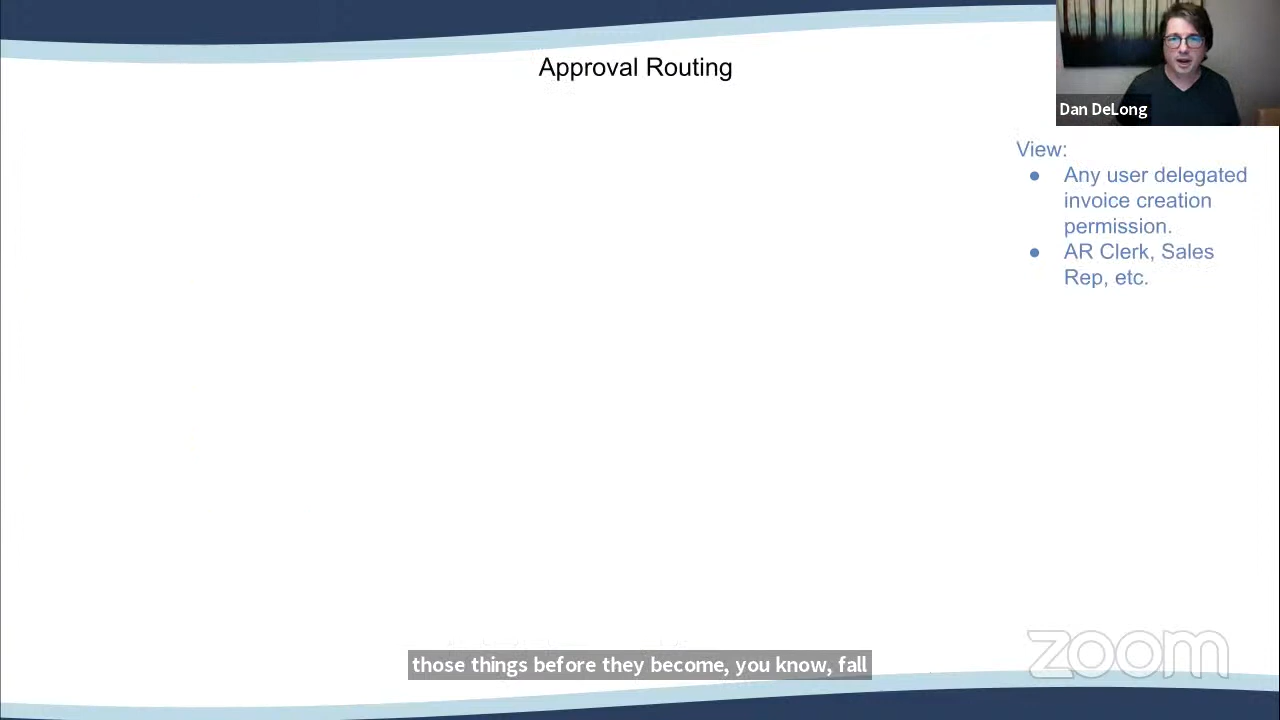 Approval Routing
Dan DeLong
View:
● Any user delegated
invoice creation
permission.
● AR Clerk, Sales
Rep, etc.
those things before they become, you know, fall
zoom